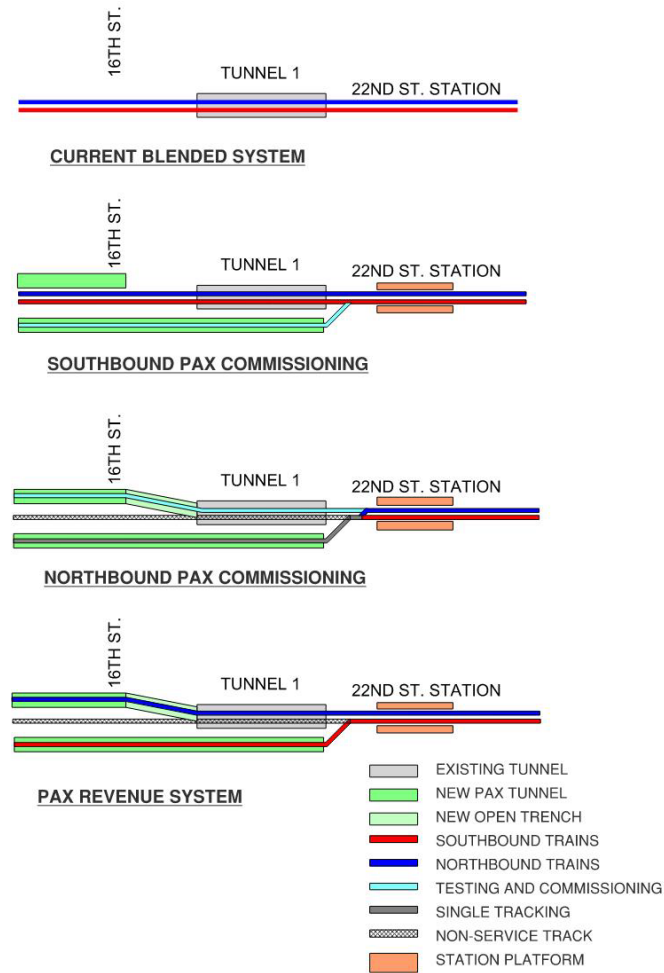 16TH ST.
TUNNEL 1
22ND ST. STATION
CURRENT BLENDED SYSTEM
16TH ST.
TUNNEL 1
22ND ST. STATION
SOUTHBOUND PAX COMMISSIONING
16TH ST.
TUNNEL 1
22ND ST. STATION
NORTHBOUND PAX COMMISSIONING
16TH ST.
TUNNEL 1
22ND ST. STATION
PAX REVENUE SYSTEM
EXISTING TUNNEL
NEW PAX TUNNEL
NEW OPEN TRENCH
SOUTHBOUND TRAINS
NORTHBOUND TRAINS
TESTING AND COMMISSIONING
SINGLE TRACKING
NON-SERVICE TRACK
STATION PLATFORM